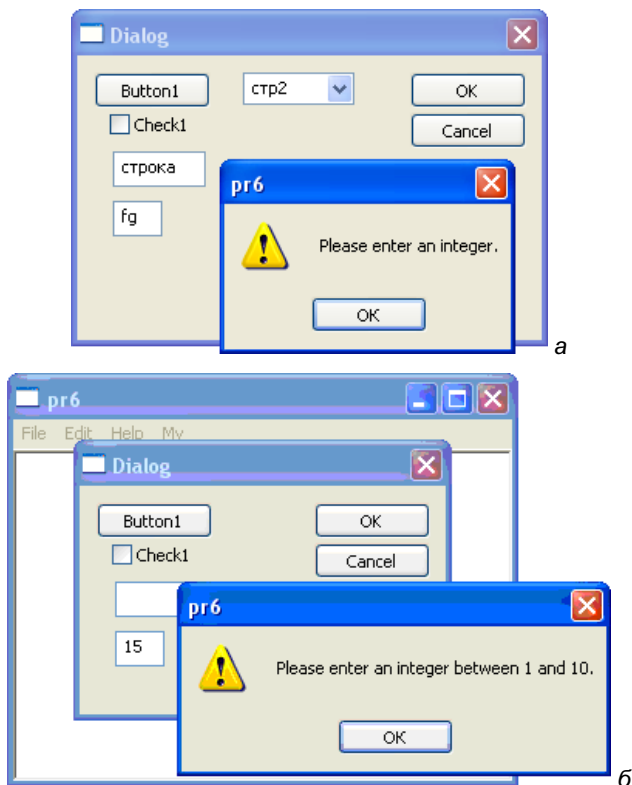 Dialog
Button1
стр2
OK
Check1
Cancel
строка
pr6
fg
Please enter an integer.
OK
а
pr6
File Edit Help My
Dialog
Button1
OK
Check1
Cancel
pr6
15
Please enter an integer between 1 and 10.
OK
б